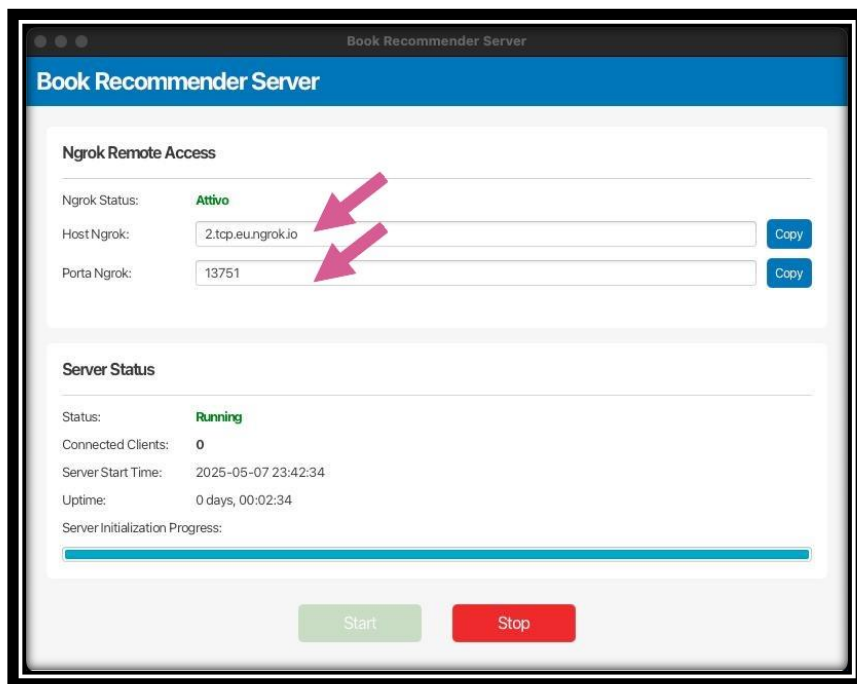 Book Recommender Server
Book Recommender Server
Ngrok Remote Access
Ngrok Status: Attivo
Host Ngrok: 2.tcp.eu.ngrok.io Copy
Porta Ngrok: 13751 Copy
Server Status
Status: Running
Connected Clients: 0
Server Start Time: 2025-05-07 23:42:34
Uptime: 0 days, 00:02:34
Server Initialization Progress:
Start Stop